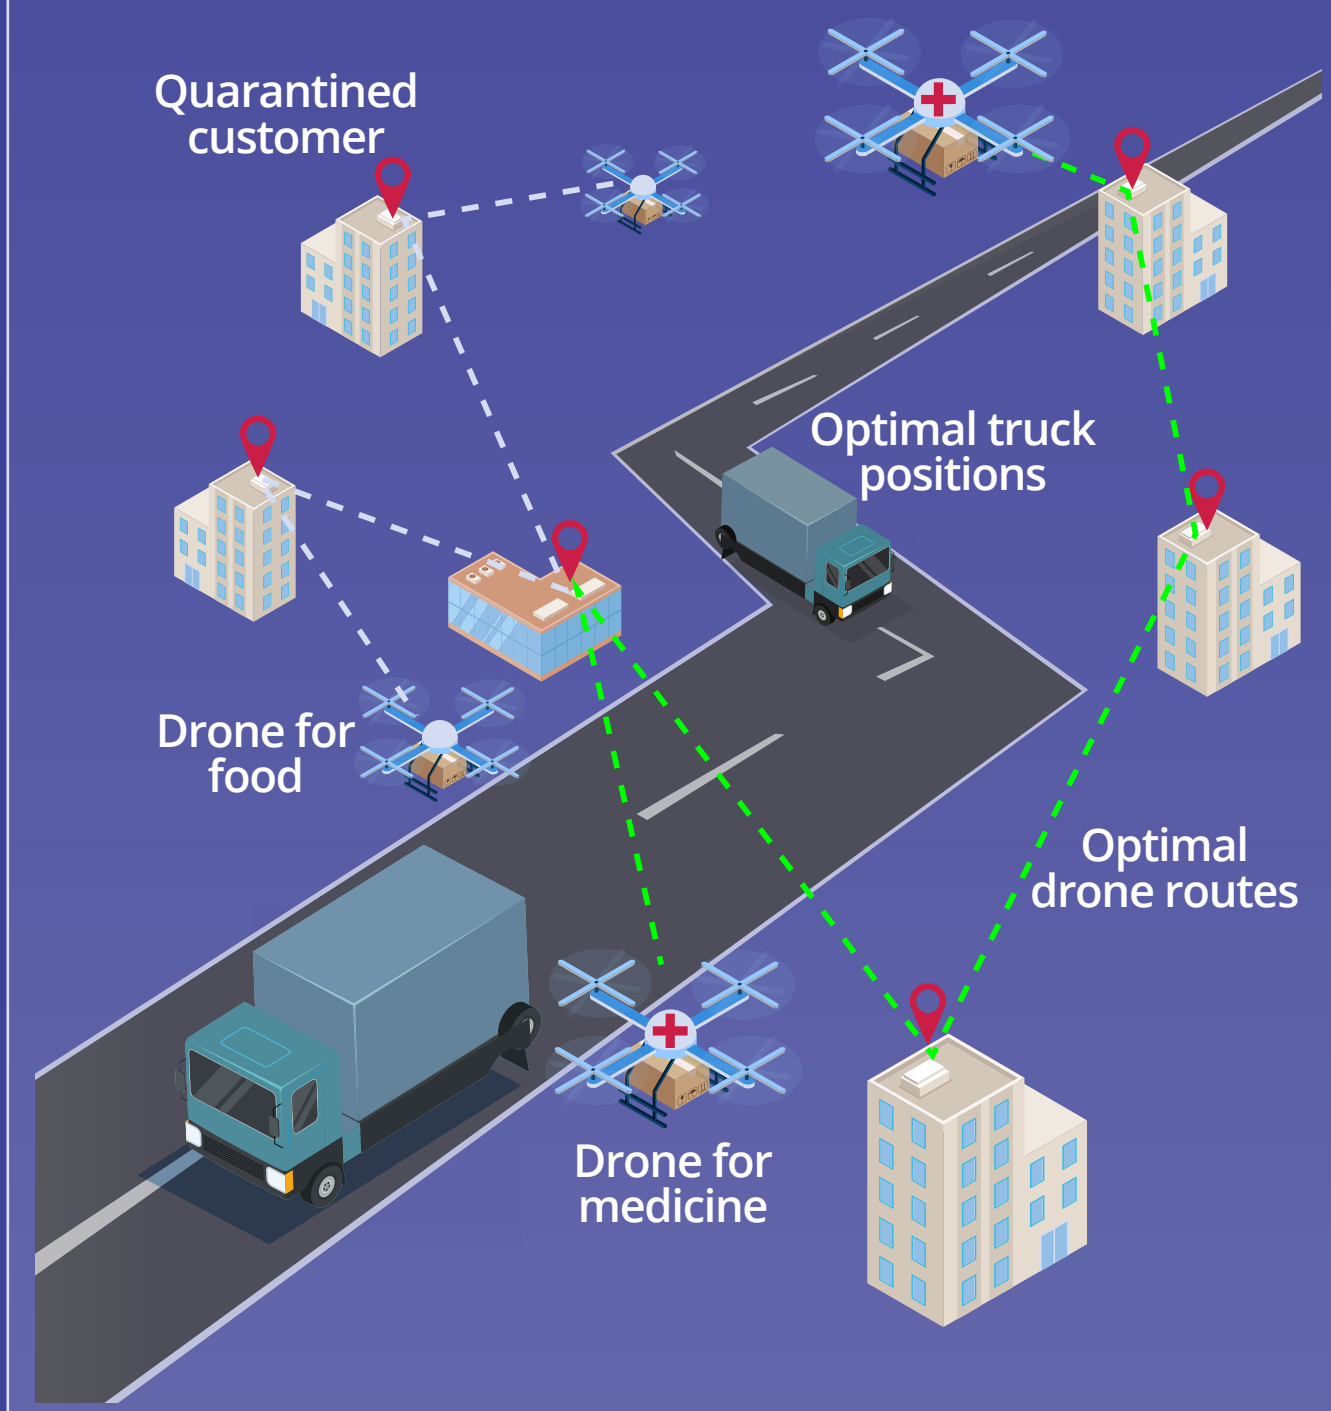 Quarantined
customer
Optimal truck
positions
Drone for
food
Optimal
drone routes
Drone for
medicine